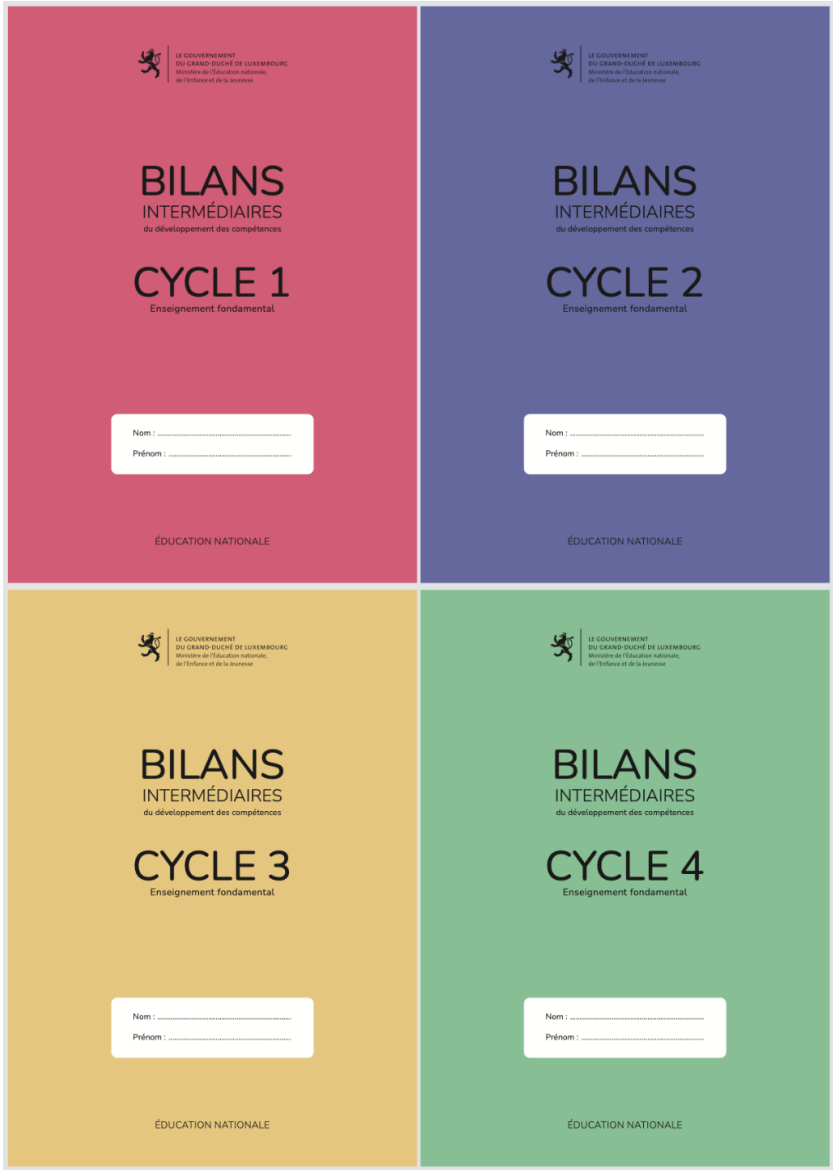 LE GOUVERNEMENT
DU GRAND-DUCHÉ DE LUXEMBOURG
Ministère de l'Éducation nationale,
de l'Enfance et de la Jeunesse
BILANS
INTERMÉDIAIRES
du développement des compétences
CYCLE 1
Enseignement fondamental
Nom :
Prénom :
ÉDUCATION NATIONALE
LE GOUVERNEMENT
DU GRAND-DUCHÉ DE LUXEMBOURG
Ministère de l'Éducation nationale,
de l'Enfance et de la Jeunesse
BILANS
INTERMÉDIAIRES
du développement des compétences
CYCLE 2
Enseignement fondamental
Nom :
Prénom :
ÉDUCATION NATIONALE
LE GOUVERNEMENT
DU GRAND-DUCHÉ DE LUXEMBOURG
Ministère de l'Éducation nationale,
de l'Enfance et de la Jeunesse
BILANS
INTERMÉDIAIRES
du développement des compétences
CYCLE 3
Enseignement fondamental
Nom :
Prénom :
ÉDUCATION NATIONALE
LE GOUVERNEMENT
DU GRAND-DUCHÉ DE LUXEMBOURG
Ministère de l'Éducation nationale,
de l'Enfance et de la Jeunesse
BILANS
INTERMÉDIAIRES
du développement des compétences
CYCLE 4
Enseignement fondamental
Nom :
Prénom :
ÉDUCATION NATIONALE